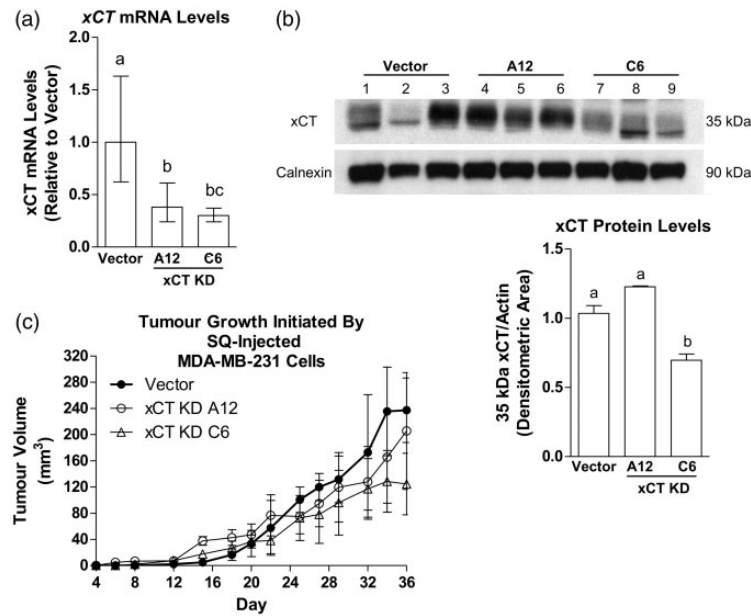 (a)
xCT mRNA Levels
xCT mRNA Levels
(Relative to Vector)
2.0
1.5
1.0
0.5
0.0
a
b
bc
Vector A12 C6
xCT KD
(b)
Vector A12 C6
1 2 3 4 5 6 7 8 9
xCT 35 kDa
Calnexin 90 kDa
xCT Protein Levels
35 kDa xCT/Actin
(Densitometric Area)
1.5
1.0
0.5
0.0
a
a
b
Vector A12 C6
xCT KD
(c)
Tumour Growth Initiated By
SQ-Injected
MDA-MB-231 Cells
Vector
xCT KD A12
xCT KD C6
Tumour Volume
(mm3)
320
280
240
200
160
120
80
40
0
4 8 12 16 20 24 28 32 36
Day